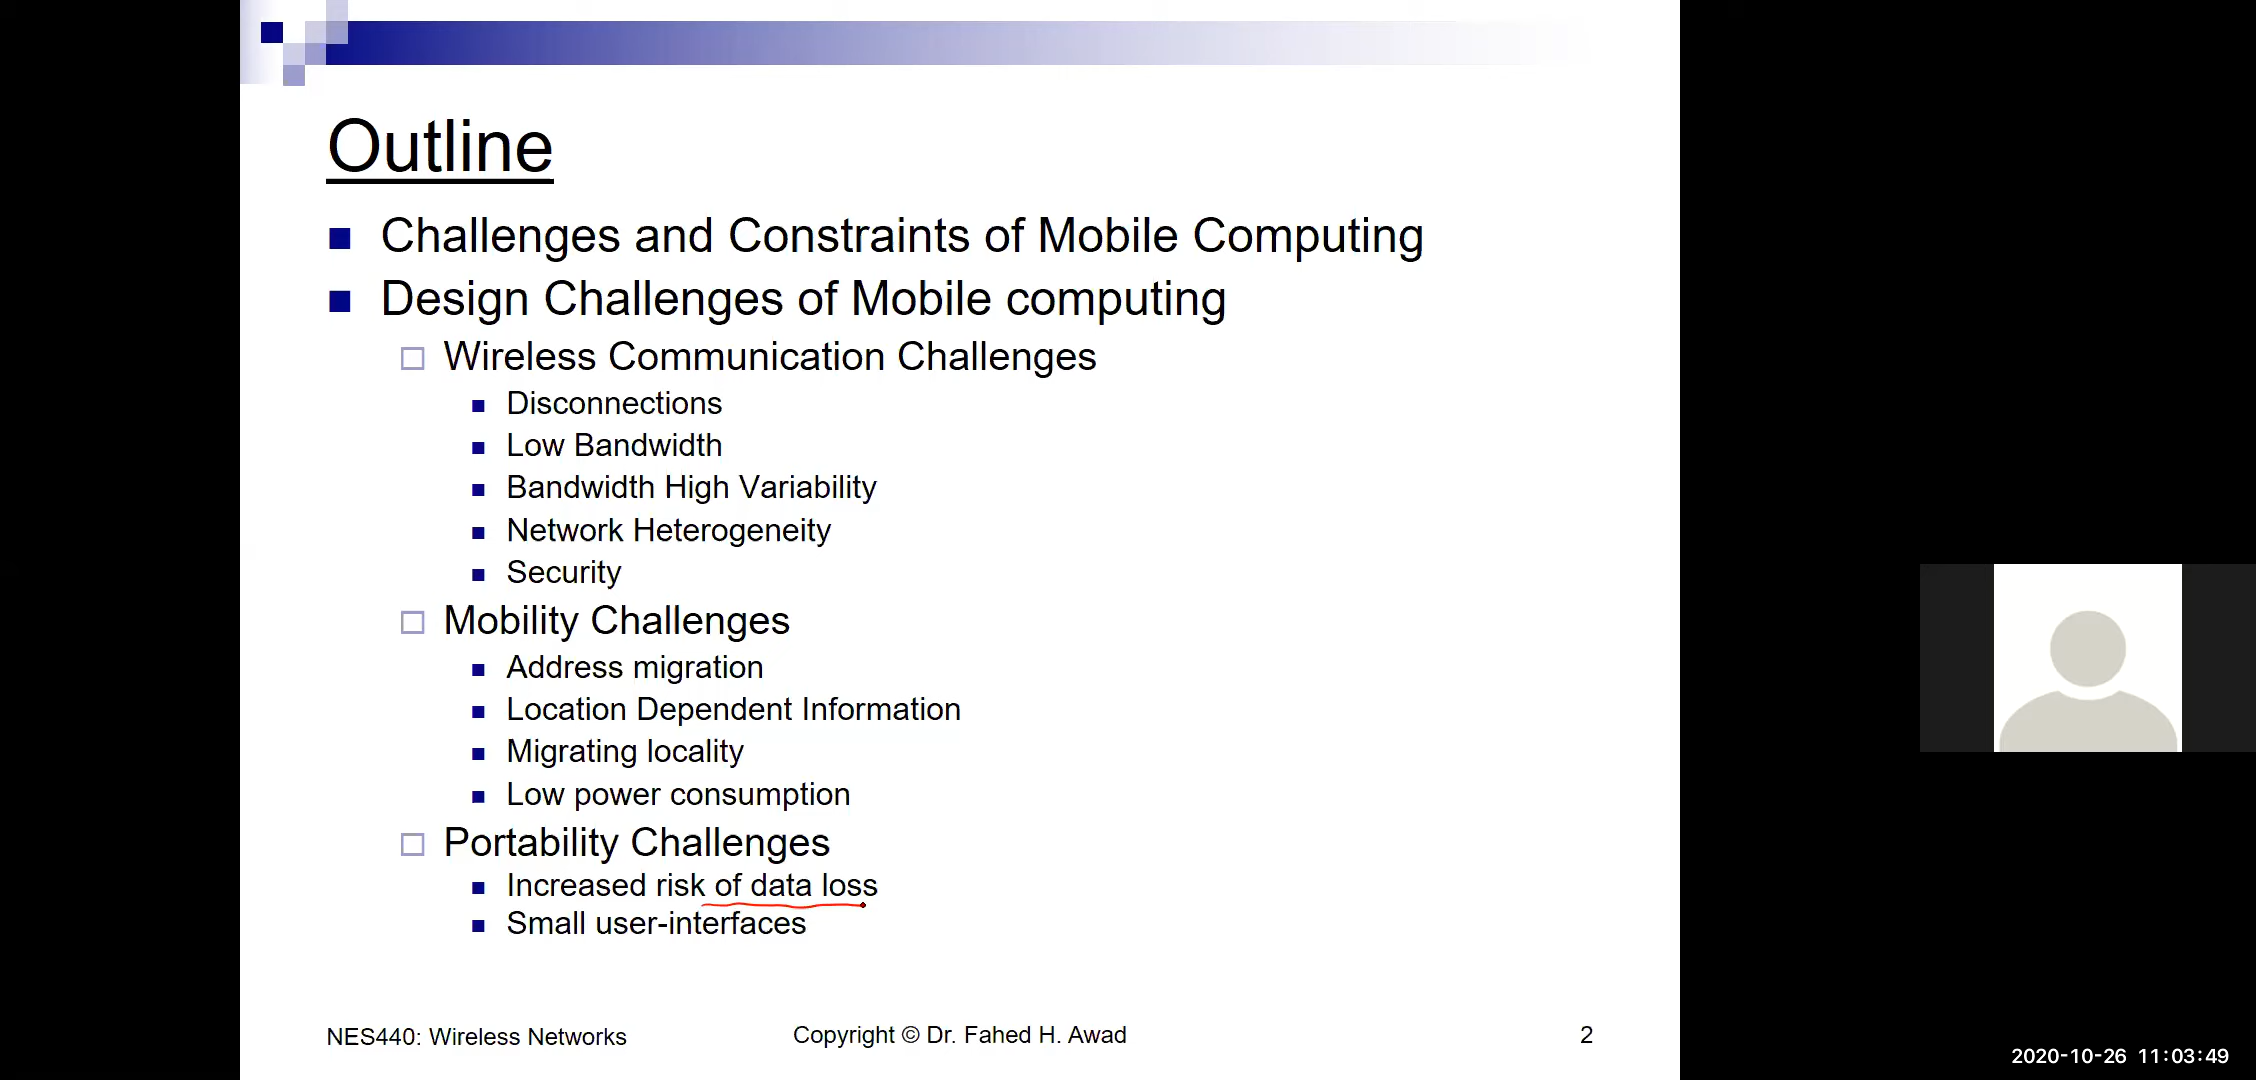 Outline
Challenges and Constraints of Mobile Computing
Design Challenges of Mobile computing
Wireless Communication Challenges
Disconnections
Low Bandwidth
Bandwidth High Variability
Network Heterogeneity
Security
Mobility Challenges
Address migration
Location Dependent Information
Migrating locality
Low power consumption
Portability Challenges
Increased risk of data loss
Small user-interfaces
NES440: Wireless Networks
Copyright © Dr. Fahed H. Awad
2
2020-10-26 11:03:49